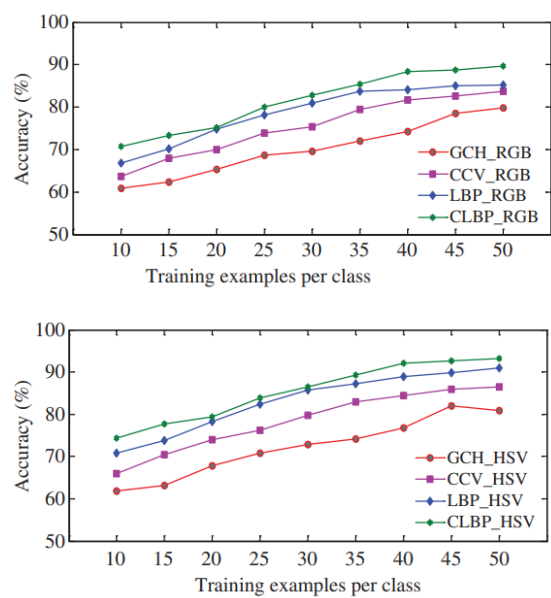 100
90
80
70
60
50
Accuracy (%)
GCH_RGB
CCV_RGB
LBP_RGB
CLBP_RGB
10 15 20 25 30 35 40 45 50
Training examples per class
100
90
80
70
60
50
Accuracy (%)
GCH_HSV
CCV_HSV
LBP_HSV
CLBP_HSV
10 15 20 25 30 35 40 45 50
Training examples per class